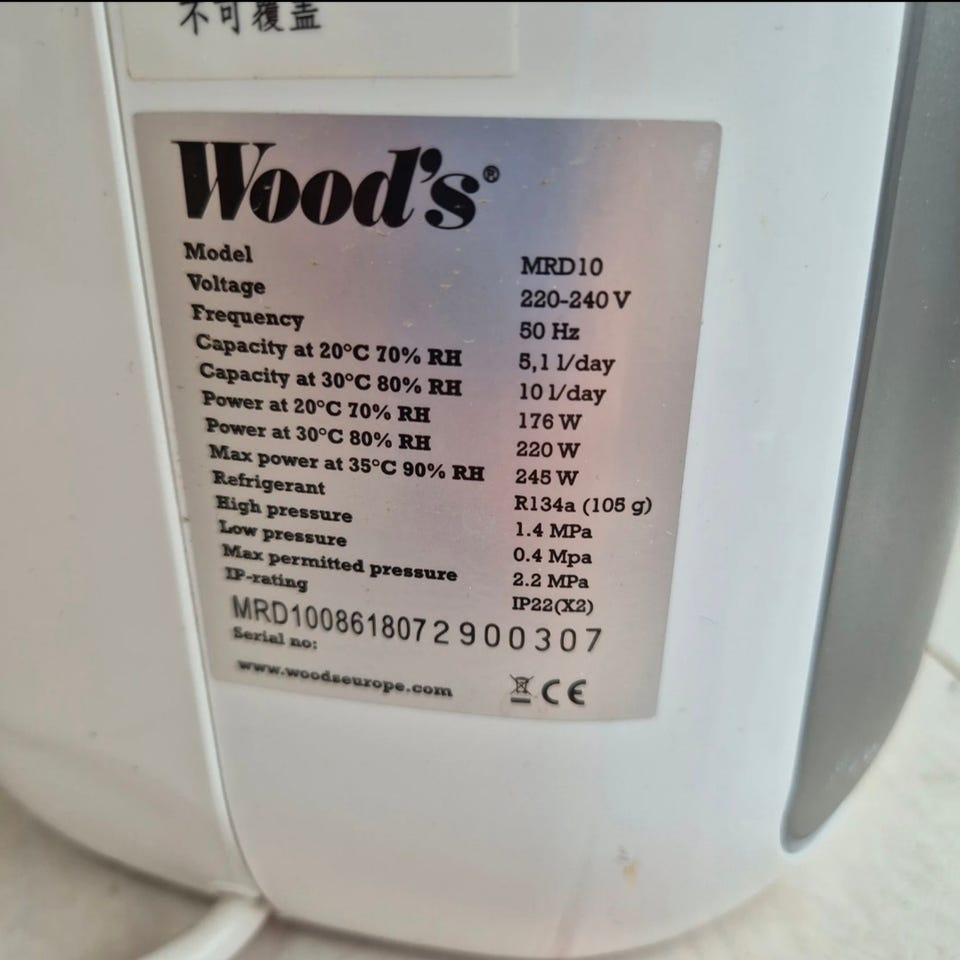 不可覆盖
Wood's®
Model MRD10
Voltage 220-240 V
Frequency 50 Hz
Capacity at 20°C 70% RH 5,1 l/day
Capacity at 30°C 80% RH 10 l/day
Power at 20°C 70% RH 176 W
Power at 30°C 80% RH 220 W
Max power at 35°C 90% RH 245 W
Refrigerant R134a (105 g)
High pressure 1.4 MPa
Low pressure 0.4 Mpa
Max permitted pressure 2.2 MPa
IP-rating IP22(X2)
MRD1008618072900307
Serial no:
www.woodseurope.com CE